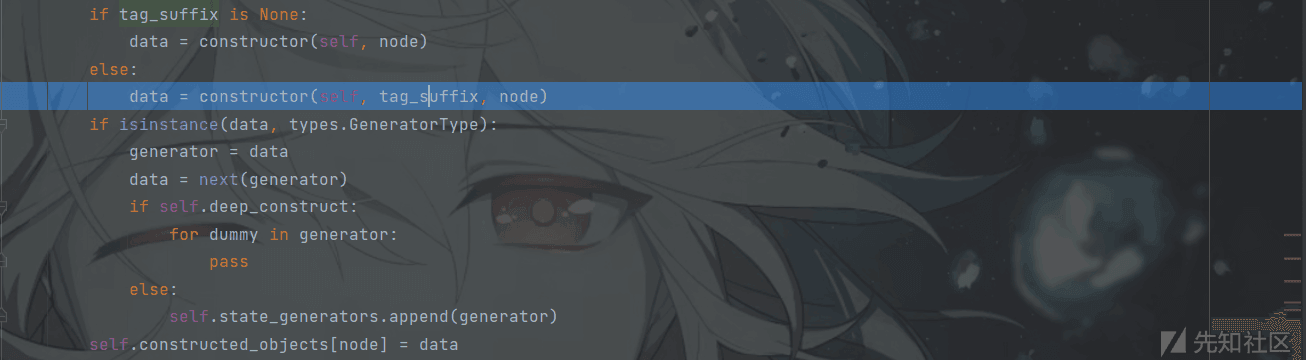 if tag_suffix is None:
    data = constructor(self, node)
else:
    data = constructor(self, tag_suffix, node)
if isinstance(data, types.GeneratorType):
    generator = data
    data = next(generator)
    if self.deep_construct:
        for dummy in generator:
            pass
    else:
        self.state_generators.append(generator)
self.constructed_objects[node] = data
先知社区